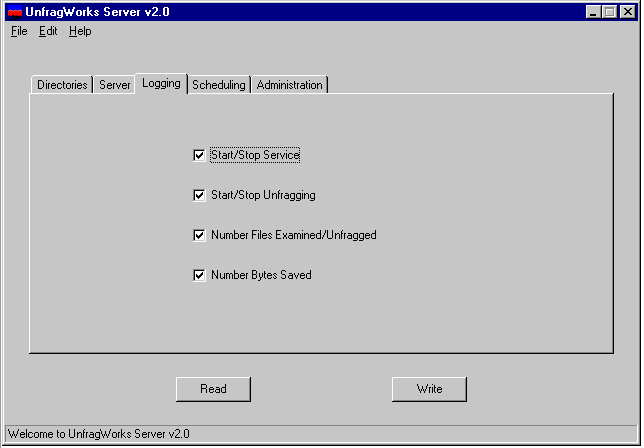 UnfragWorks Server v2.0
File Edit Help
Directories Server Logging Scheduling Administration
Start/Stop Service
Start/Stop Unfragging
Number Files Examined/Unfragged
Number Bytes Saved
Read Write
Welcome to UnfragWorks Server v2.0